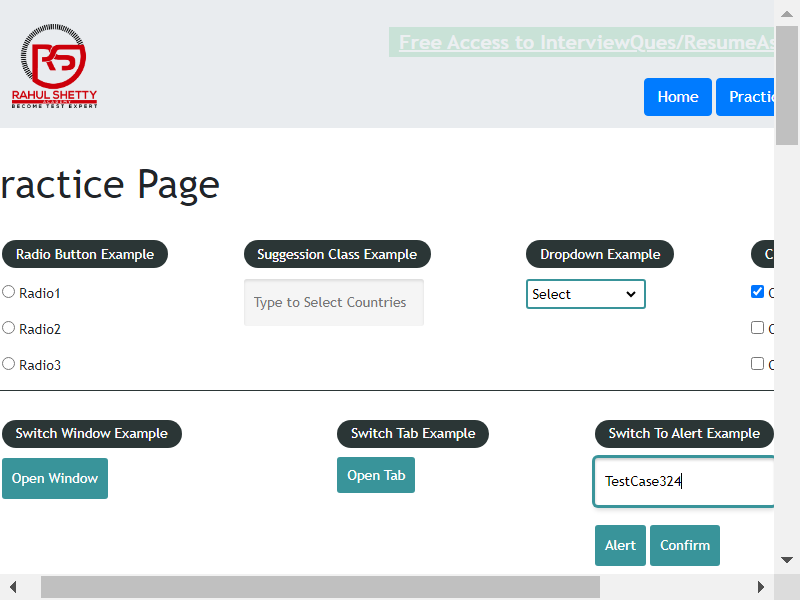 Free Access to InterviewQues/ResumeAs
RS
RAHUL SHETTY
ACADEMY
BECOME TEST EXPERT
Home
Practic
ractice Page
Radio Button Example
Suggession Class Example
Dropdown Example
C
Radio1
Type to Select Countries
Select
Radio2
Radio3
Switch Window Example
Switch Tab Example
Switch To Alert Example
Open Window
Open Tab
TestCase324
Alert
Confirm